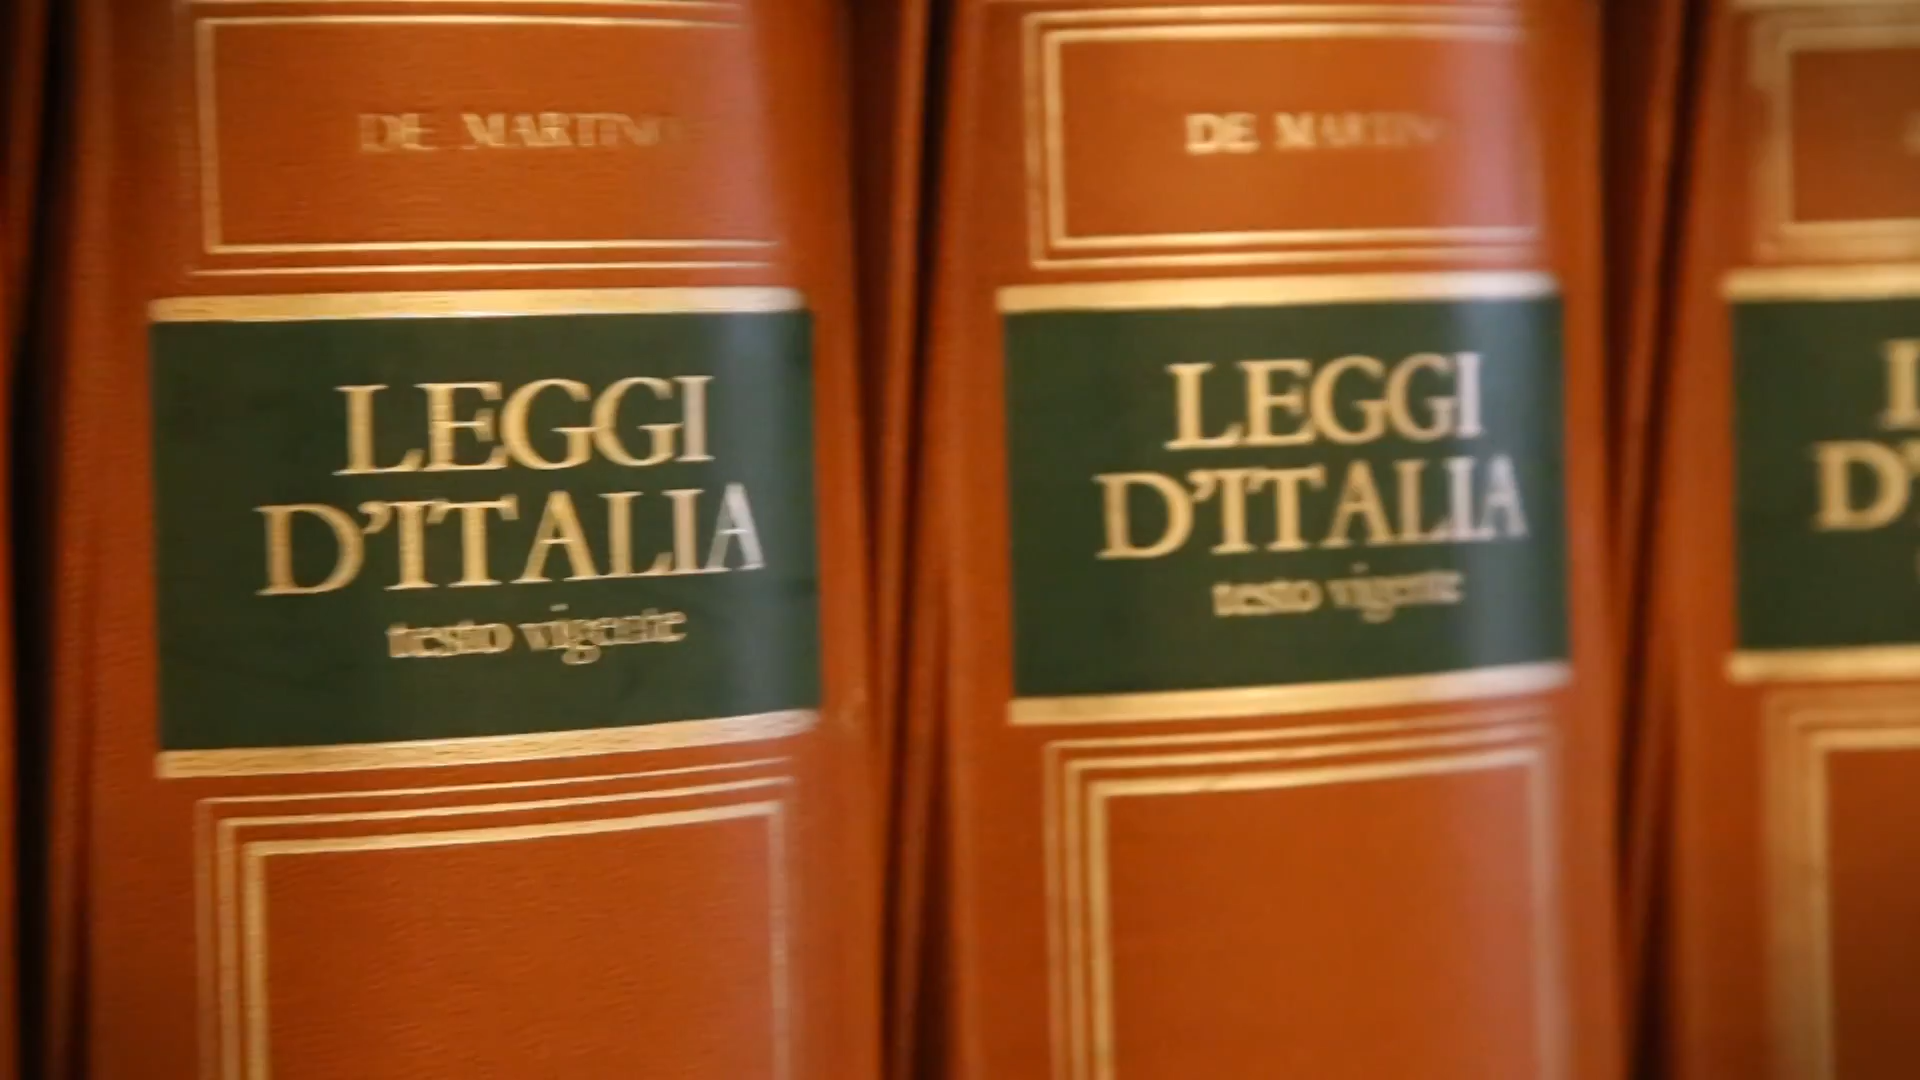 DE MARTINO
LEGGI
D'ITALIA
testo vigente
DE MARTINO
LEGGI
D'ITALIA
testo vigente
D'